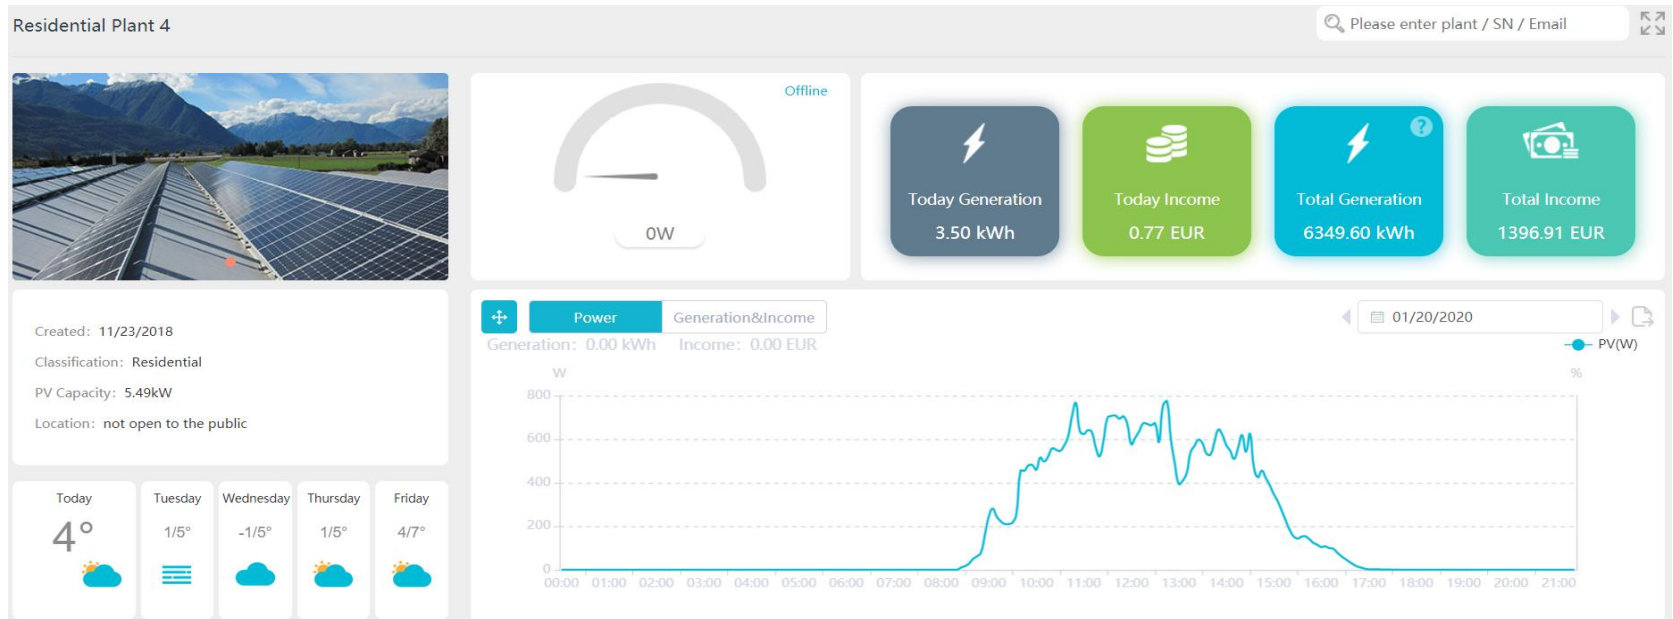 Residential Plant 4
Please enter plant / SN / Email
Offline
0W
Today Generation
3.50 kWh
Today Income
0.77 EUR
?
Total Generation
6349.60 kWh
Total Income
1396.91 EUR
Created: 11/23/2018
Classification: Residential
PV Capacity: 5.49kW
Location: not open to the public
Today
4°
Tuesday
1/5°
Wednesday
-1/5°
Thursday
1/5°
Friday
4/7°
Power
Generation&Income
01/20/2020
Generation: 0.00 kWh Income: 0.00 EUR
PV(W)
W
%
800
600
400
200
0
00:00 01:00 02:00 03:00 04:00 05:00 06:00 07:00 08:00 09:00 10:00 11:00 12:00 13:00 14:00 15:00 16:00 17:00 18:00 19:00 20:00 21:00